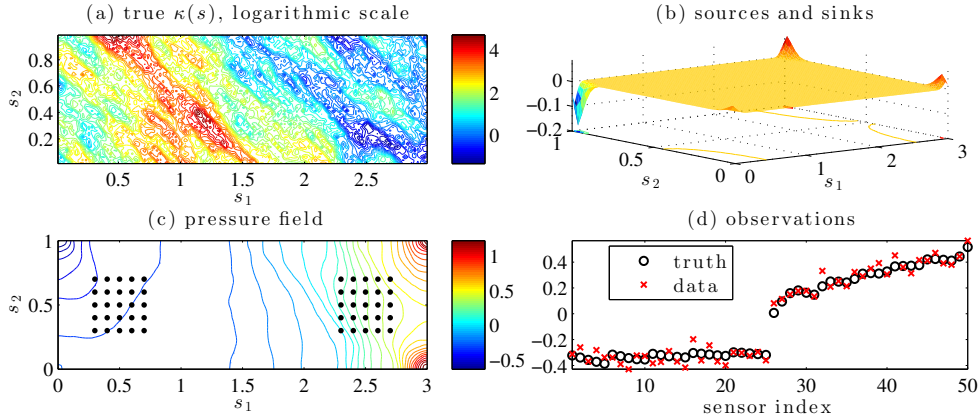 (a) true κ(s), logarithmic scale
0.8
0.6
0.4
0.2
s₂
0.5 1 1.5 2 2.5
s₁
4
2
0
(b) sources and sinks
0
−0.1
−0.2
1
0.5
0
s₂
0
1
2
3
s₁
(c) pressure field
1
0.5
0
s₂
0 0.5 1 1.5 2 2.5 3
s₁
1
0.5
0
−0.5
(d) observations
truth
data
0.4
0.2
0
−0.2
−0.4
10 20 30 40 50
sensor index